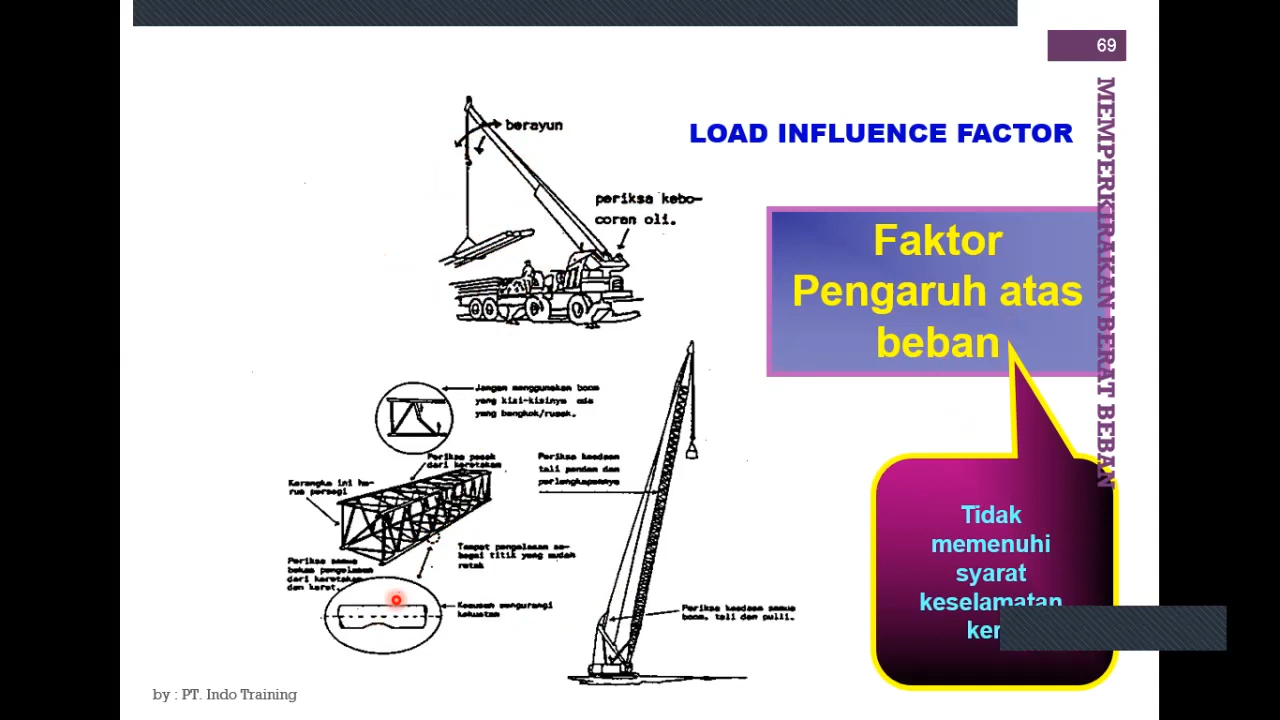 69
MEMPERKIRAKAN BERAT BEBAN
LOAD INFLUENCE FACTOR
berayun
periksa kebo-
coran oli.
Faktor
Pengaruh atas
beban
Jangan menggunakan boom
yang kisi-kisinya ada
yang bengkok/rusak.
Periksa pasak
dari keretakan
Kerangka ini ha-
rus persegi
Periksa keadaan
tali pendan dan
perlengkapannya
Tempat pengelasan se-
bagai titik yang mudah
retak
Periksa semua
bekas pengelasan
dari keretakan
dan karat.
Keausan mengurangi
kekuatan
Periksa keadaan semua
boom, tali dan pulli.
Tidak
memenuhi
syarat
keselamatan
by : PT. Indo Training